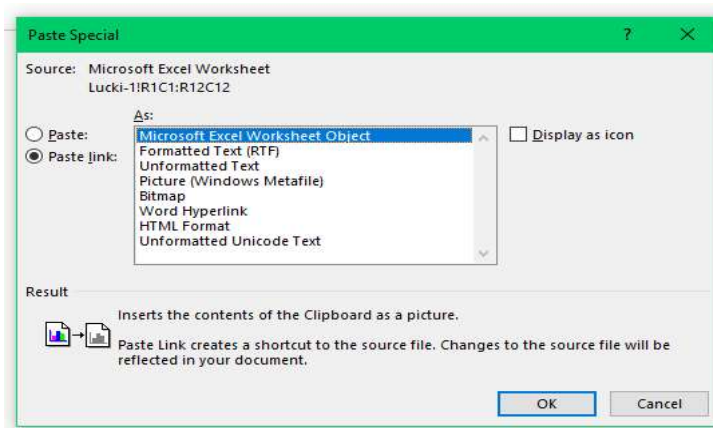 Paste Special ?
Source: Microsoft Excel Worksheet
Lucki-1!R1C1:R12C12
As:
Paste:
Paste link:
Microsoft Excel Worksheet Object
Formatted Text (RTF)
Unformatted Text
Picture (Windows Metafile)
Bitmap
Word Hyperlink
HTML Format
Unformatted Unicode Text
Display as icon
Result
Inserts the contents of the Clipboard as a picture.
Paste Link creates a shortcut to the source file. Changes to the source file will be
reflected in your document.
OK Cancel